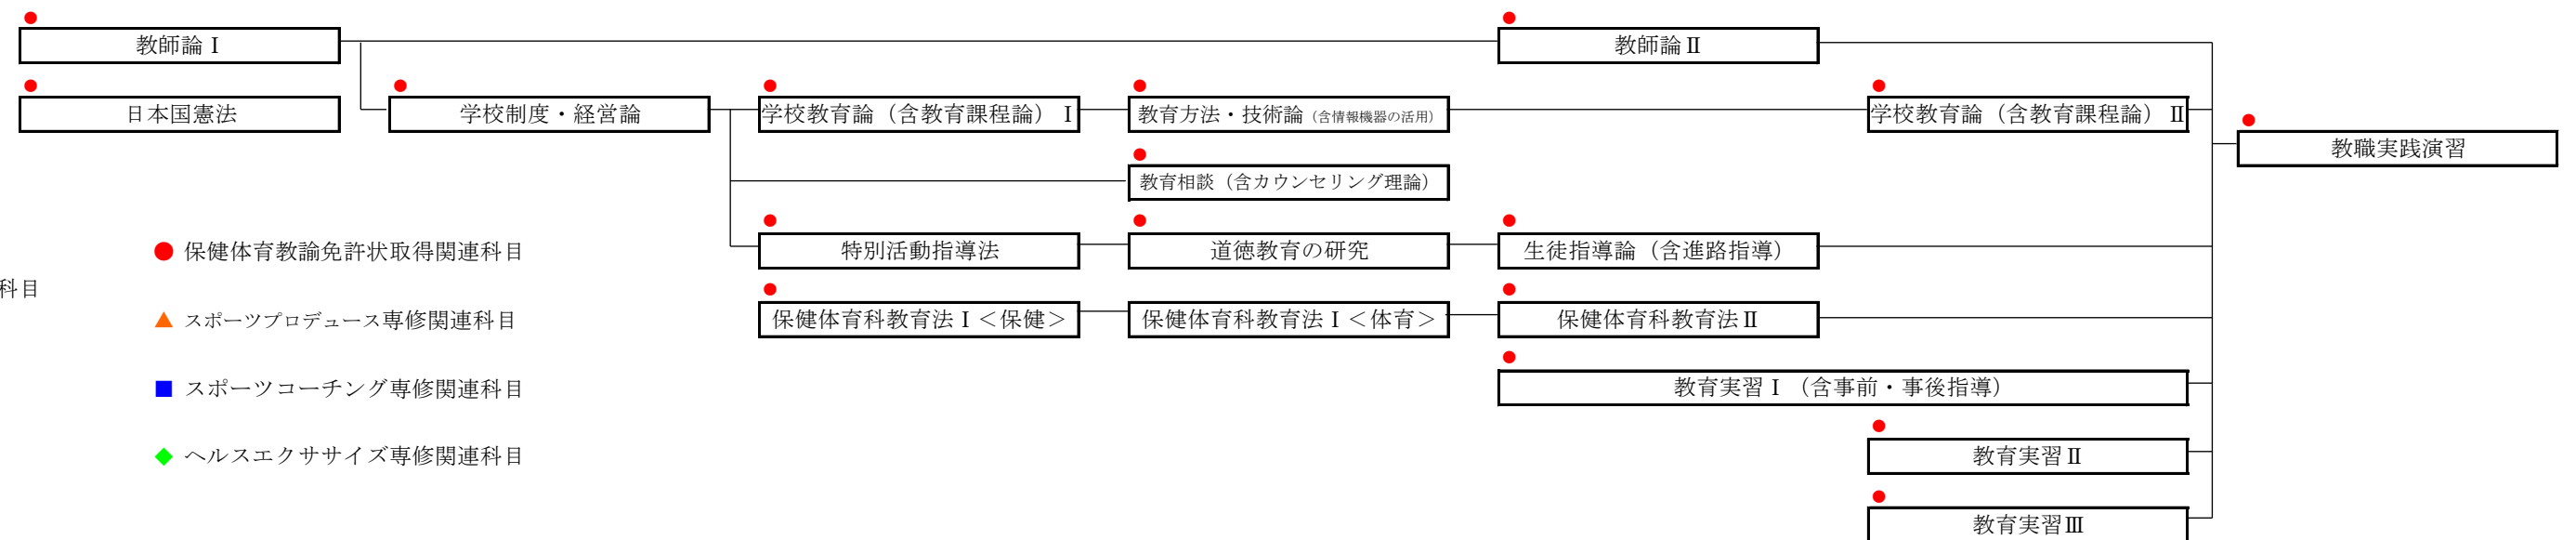 教師論Ⅰ
教師論Ⅱ
日本国憲法
学校制度・経営論
学校教育論（含教育課程論）Ⅰ
教育方法・技術論（含情報機器の活用）
学校教育論（含教育課程論）Ⅱ
教職実践演習
教育相談（含カウンセリング理論）
特別活動指導法
道徳教育の研究
生徒指導論（含進路指導）
保健体育科教育法Ⅰ＜保健＞
保健体育科教育法Ⅰ＜体育＞
保健体育科教育法Ⅱ
教育実習Ⅰ（含事前・事後指導）
教育実習Ⅱ
教育実習Ⅲ
科目
保健体育教諭免許状取得関連科目
スポーツプロデュース専修関連科目
スポーツコーチング専修関連科目
ヘルスエクササイズ専修関連科目